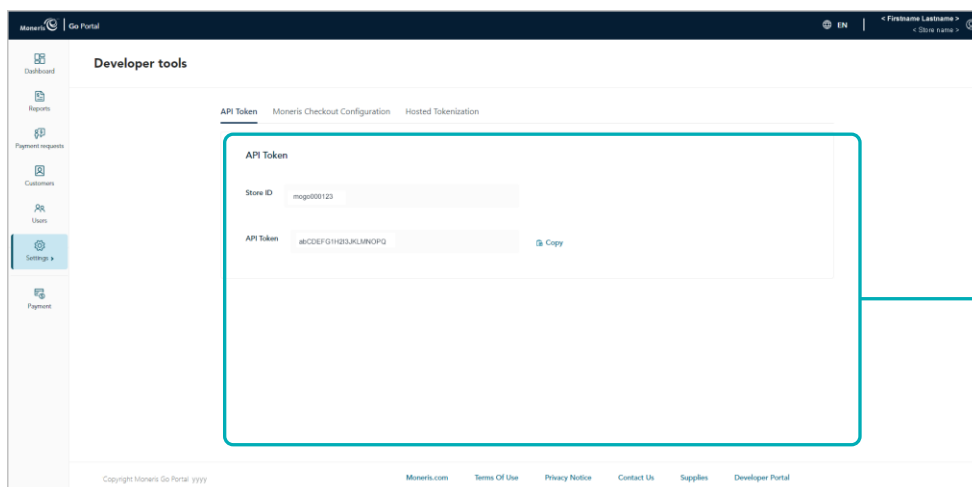 Moneris Go Portal EN < Firstname Lastname >
< Store name >
Dashboard
Reports
Payment requests
Customers
Users
Settings
Payment
Developer tools
API Token Moneris Checkout Configuration Hosted Tokenization
API Token
Store ID mogo000123
API Token abCDEFG1H2I3JKLMNOPQ Copy
Copyright Moneris Go Portal yyyy Moneris.com Terms Of Use Privacy Notice Contact Us Supplies Developer Portal